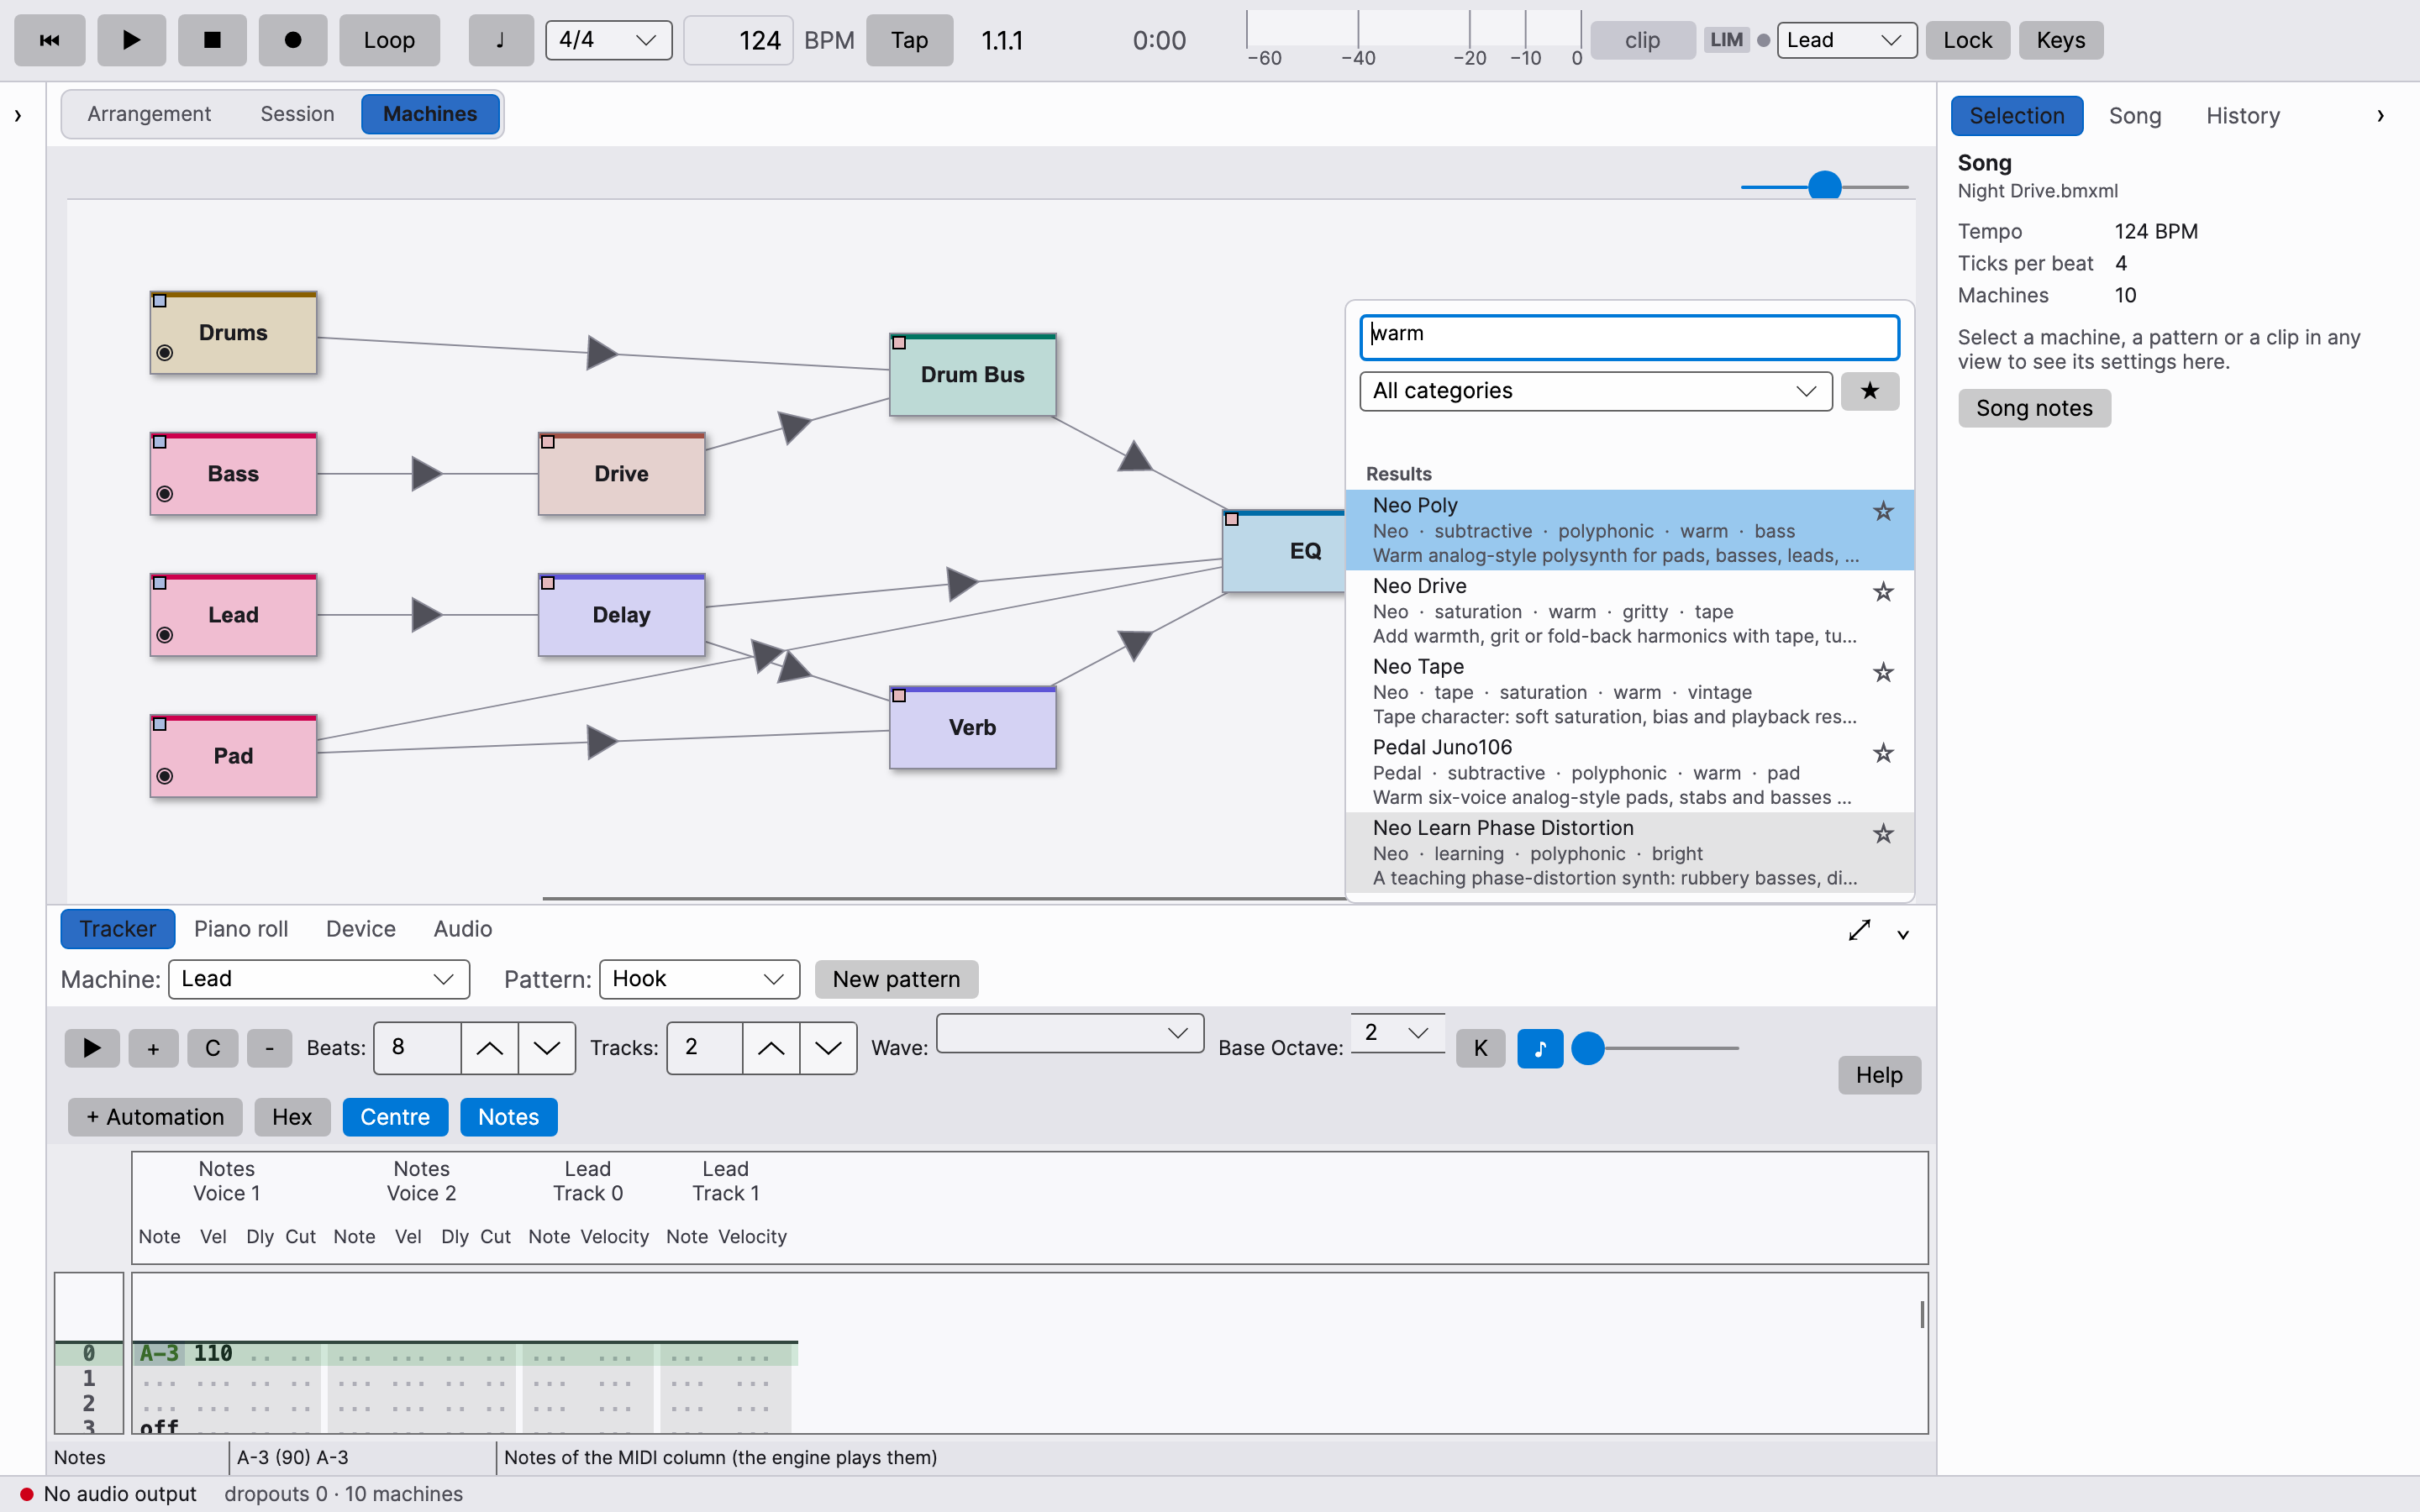 Loop
4/4
124 BPM
Tap
1.1.1
0:00
−60 −40 −20 −10 0
clip
LIM
Lead
Lock
Keys
Arrangement Session Machines
Selection Song History
Song
Night Drive.bmxml
Tempo 124 BPM
Ticks per beat 4
Machines 10
Select a machine, a pattern or a clip in any
view to see its settings here.
Song notes
Drums
Drum Bus
Bass
Drive
EQ
Lead
Delay
Pad
Verb
warm
All categories
Results
Neo Poly
Neo · subtractive · polyphonic · warm · bass
Warm analog-style polysynth for pads, basses, leads, ...
Neo Drive
Neo · saturation · warm · gritty · tape
Add warmth, grit or fold-back harmonics with tape, tu...
Neo Tape
Neo · tape · saturation · warm · vintage
Tape character: soft saturation, bias and playback res...
Pedal Juno106
Pedal · subtractive · polyphonic · warm · pad
Warm six-voice analog-style pads, stabs and basses ...
Neo Learn Phase Distortion
Neo · learning · polyphonic · bright
A teaching phase-distortion synth: rubbery basses, di...
Tracker Piano roll Device Audio
Machine: Lead Pattern: Hook New pattern
+ C - Beats: 8 Tracks: 2 Wave: Base Octave: 2 K
Help
+ Automation Hex Centre Notes
Notes Notes Lead Lead
Voice 1 Voice 2 Track 0 Track 1
Note Vel Dly Cut Note Vel Dly Cut Note Velocity Note Velocity
0 A-3 110 .. .. ... ... .. .. ... ... ... ...
1 ... ... .. .. ... ... .. .. ... ... ... ...
2 ... ... .. .. ... ... .. .. ... ... ... ...
3 off
Notes A-3 (90) A-3 Notes of the MIDI column (the engine plays them)
No audio output dropouts 0 · 10 machines